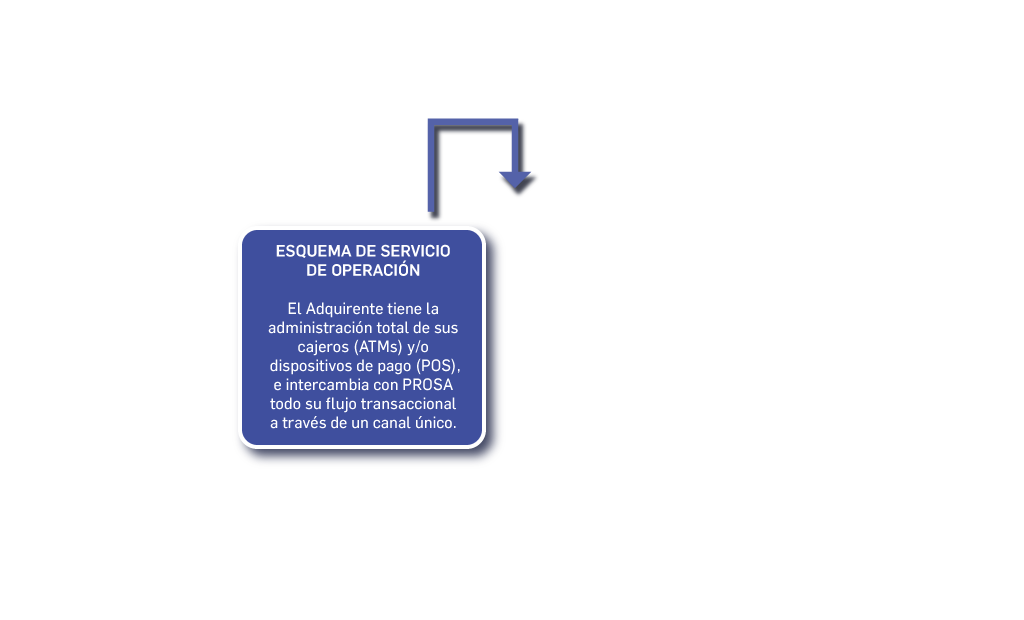 ESQUEMA DE SERVICIO
DE OPERACIÓN
El Adquirente tiene la
administración total de sus
cajeros (ATMs) y/o
dispositivos de pago (POS),
e intercambia con PROSA
todo su flujo transaccional
a través de un canal único.